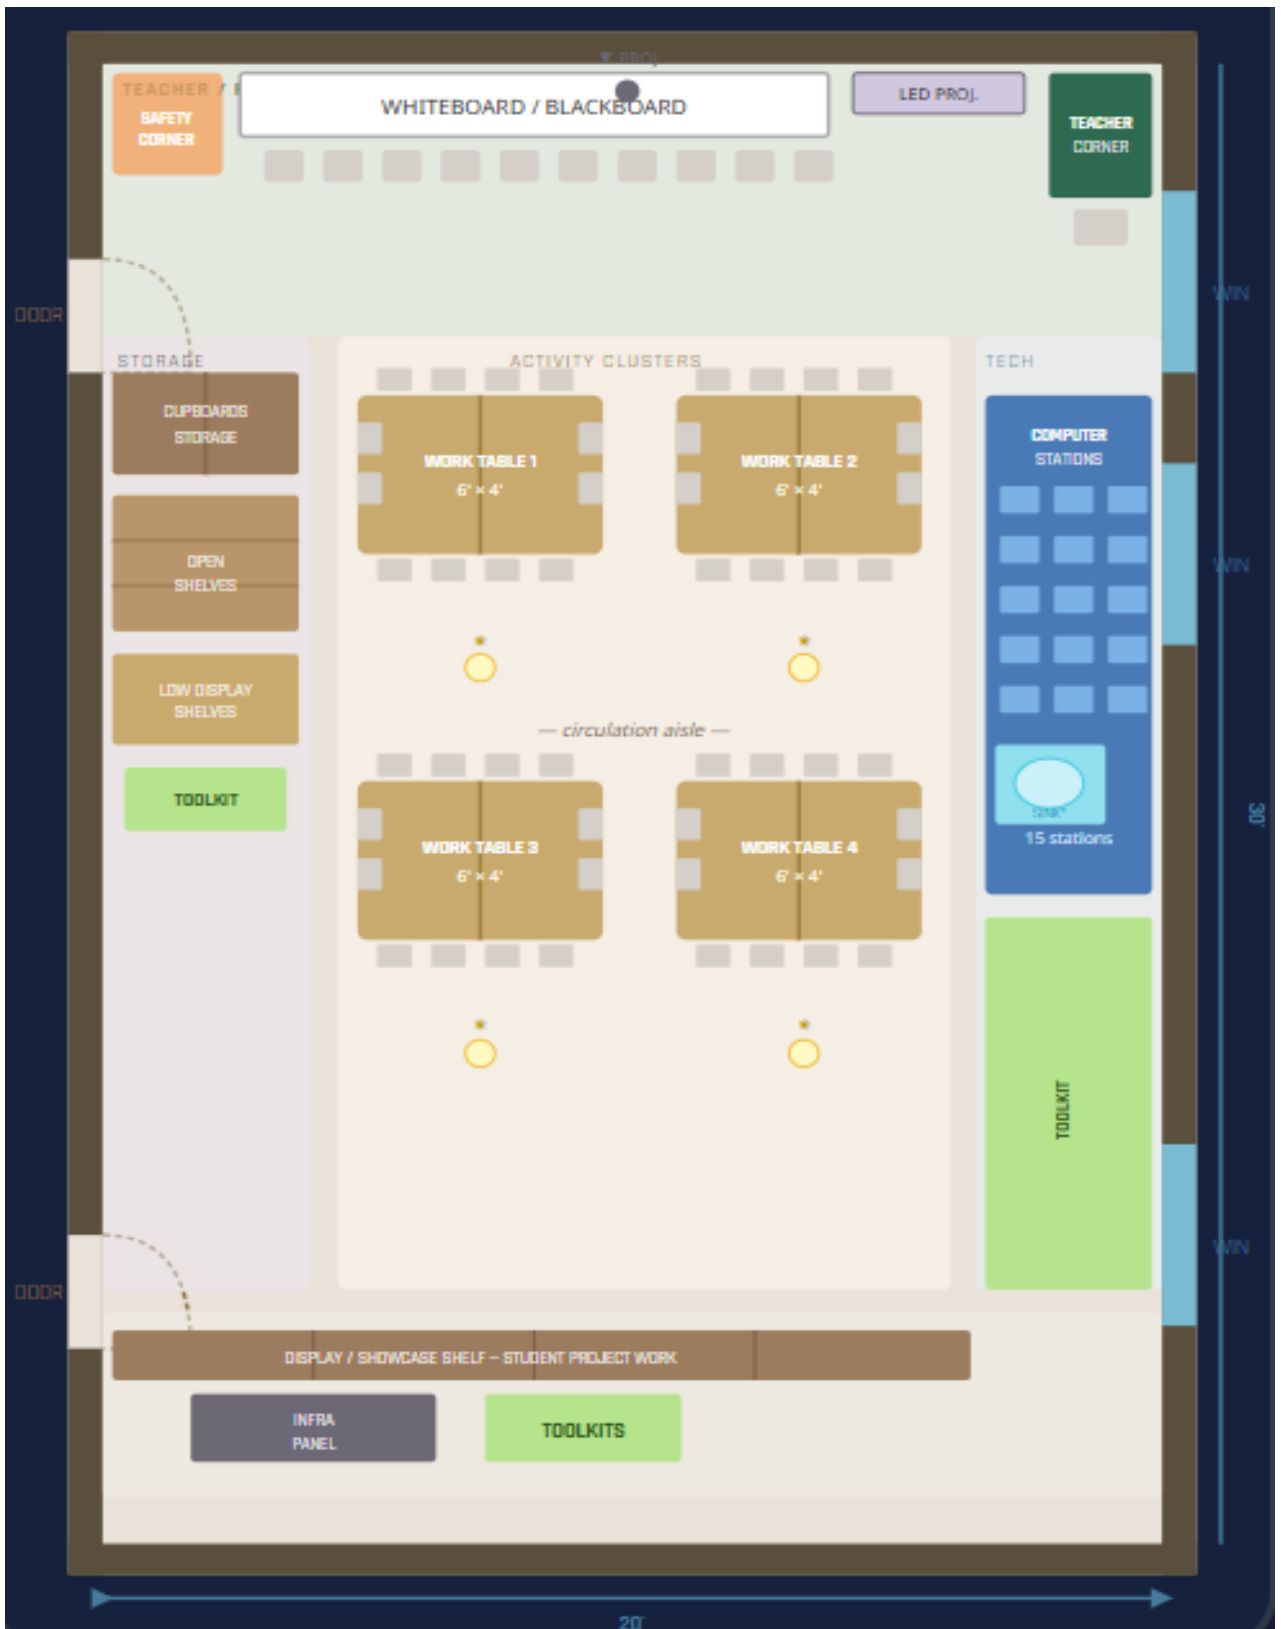 ▼ PROJ
TEACHER /
SAFETY
CORNER
WHITEBOARD / BLACKBOARD
LED PROJ.
TEACHER
CORNER
DOOR
WIN
STORAGE
ACTIVITY CLUSTERS
TECH
CUPBOARDS
STORAGE
WORK TABLE 1
6' × 4'
WORK TABLE 2
6' × 4'
COMPUTER
STATIONS
OPEN
SHELVES
WIN
★
★
LOW DISPLAY
SHELVES
— circulation aisle —
TOOLKIT
SINK*
15 stations
30'
WORK TABLE 3
6' × 4'
WORK TABLE 4
6' × 4'
★
★
TOOLKIT
WIN
DOOR
DISPLAY / SHOWCASE SHELF – STUDENT PROJECT WORK
INFRA
PANEL
TOOLKITS
20'